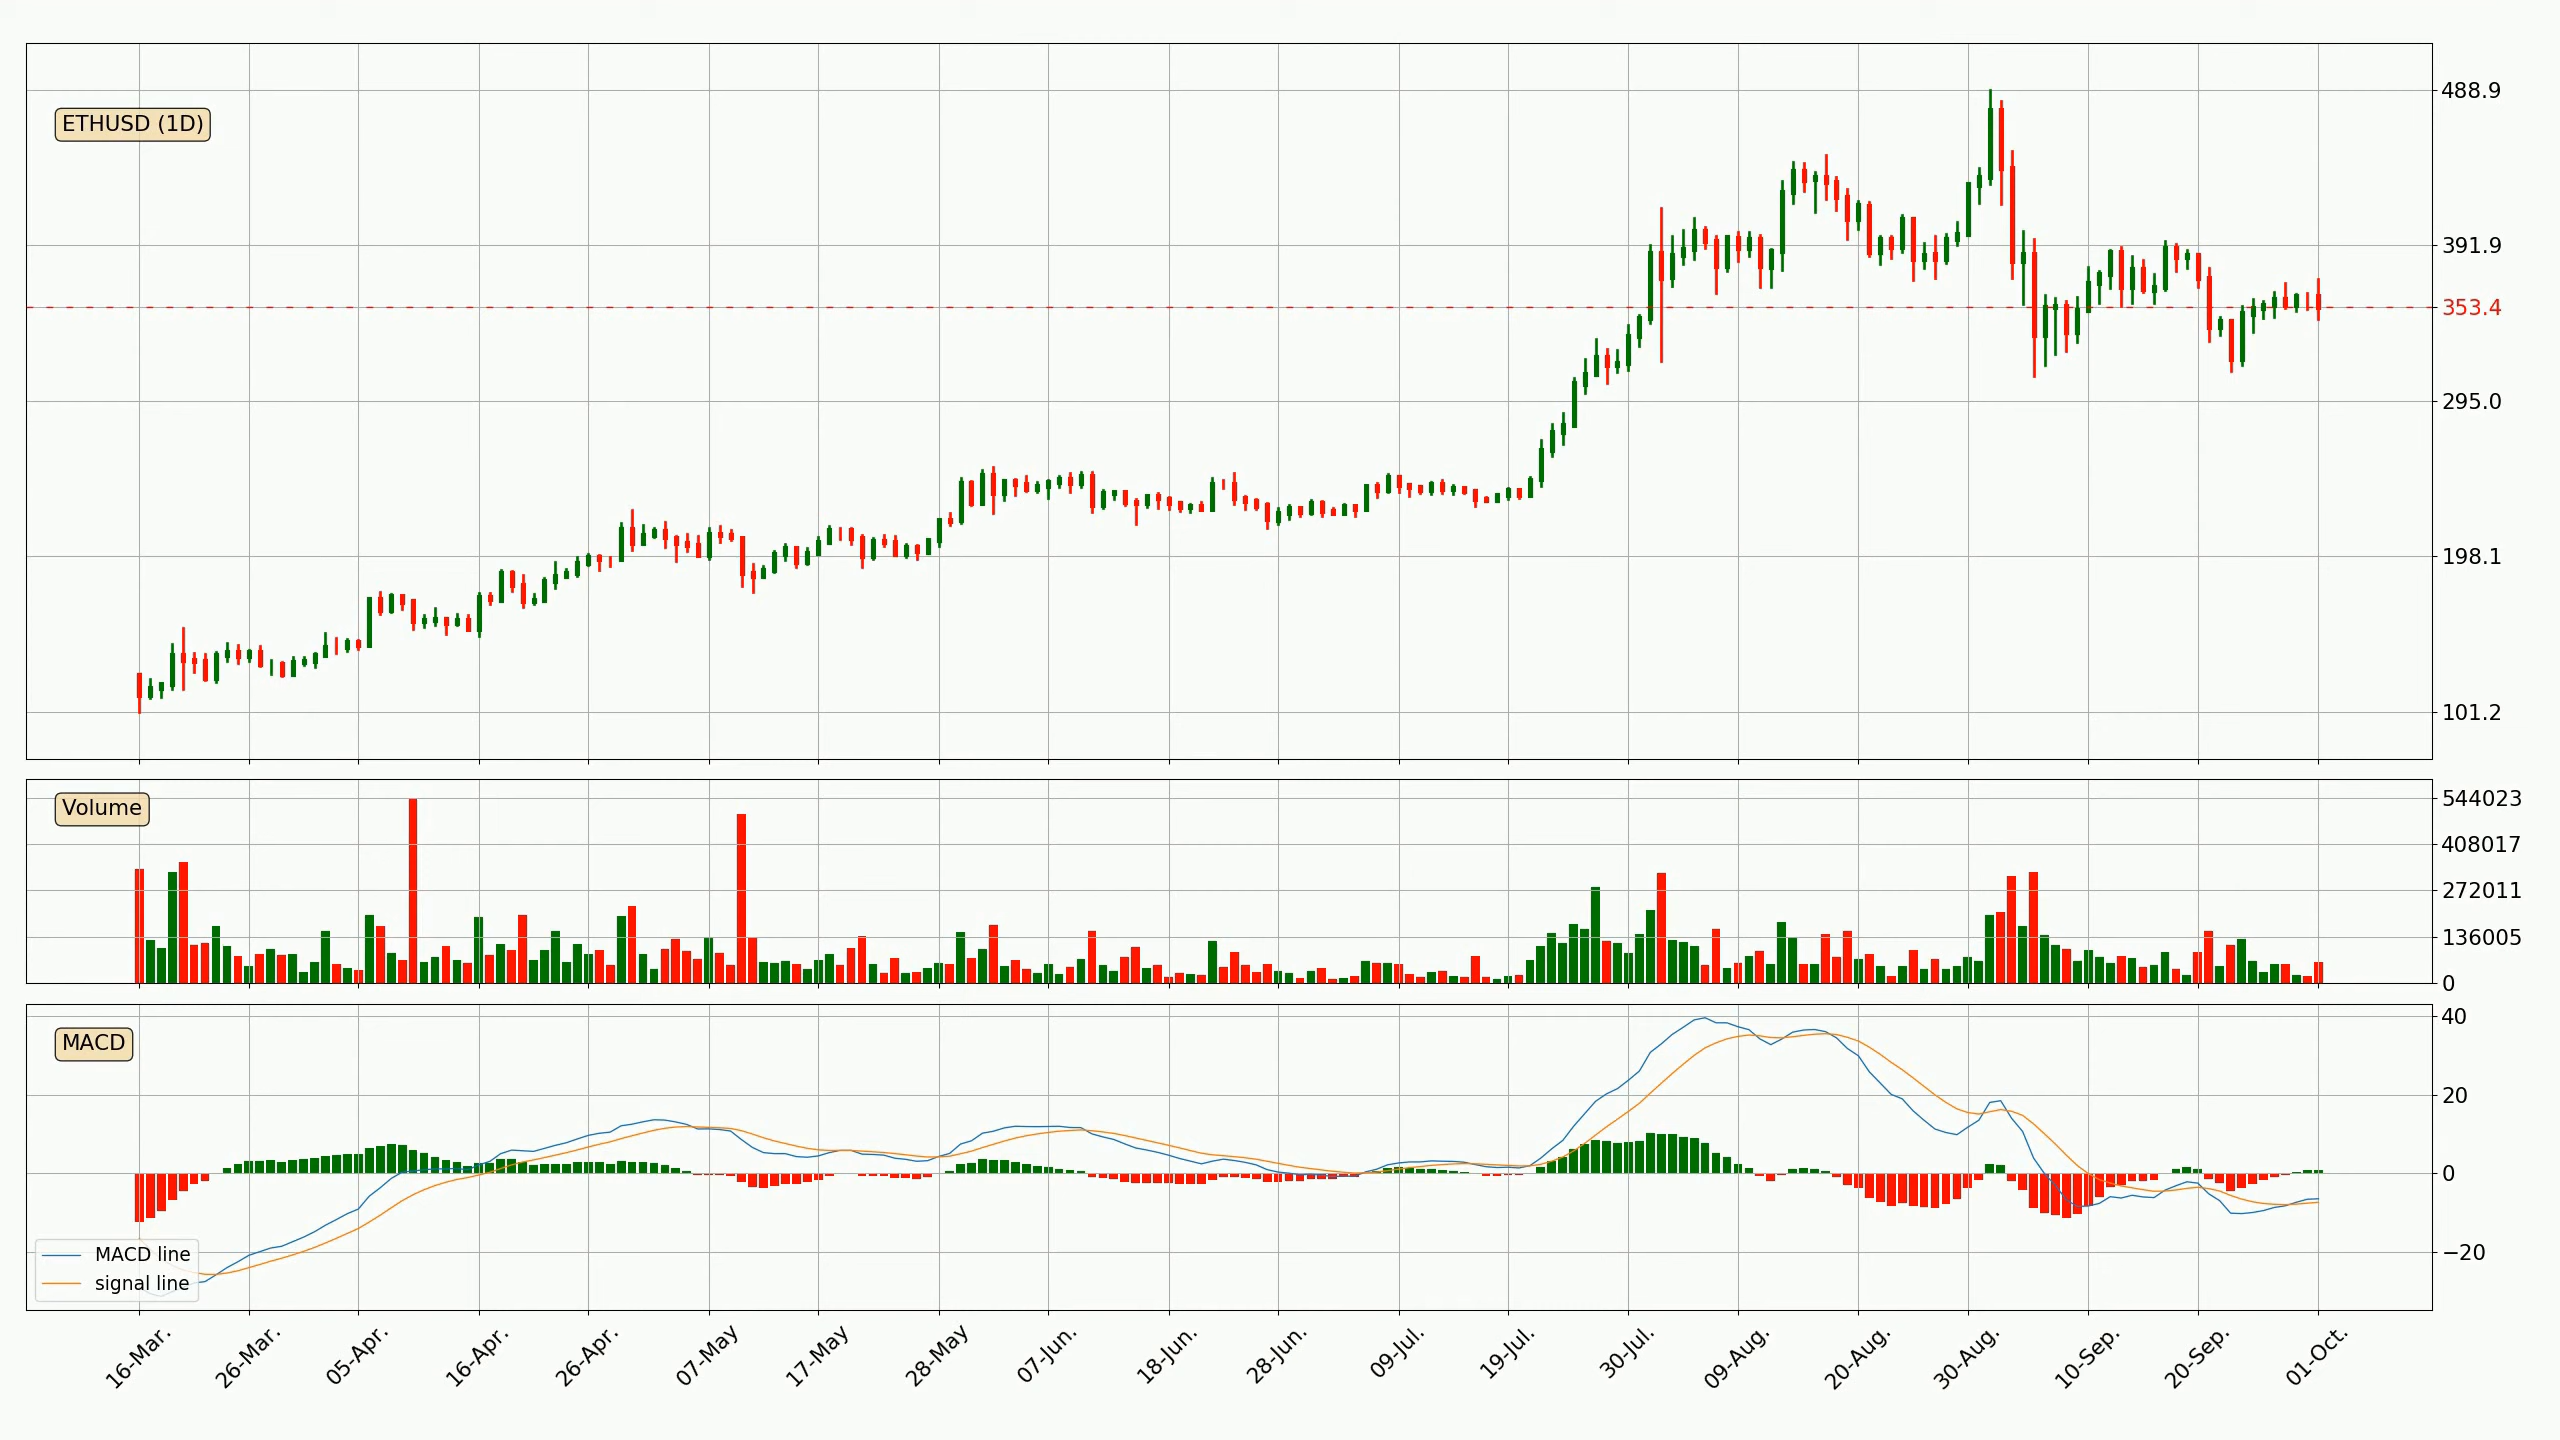 ETHUSD (1D)
488.9
391.9
353.4
295.0
198.1
101.2
Volume
544023
408017
272011
136005
0
MACD
40
20
0
−20
MACD line
signal line
16-Mar.
26-Mar.
05-Apr.
16-Apr.
26-Apr.
07-May
17-May
28-May
07-Jun.
18-Jun.
28-Jun.
09-Jul.
19-Jul.
30-Jul.
09-Aug.
20-Aug.
30-Aug.
10-Sep.
20-Sep.
01-Oct.